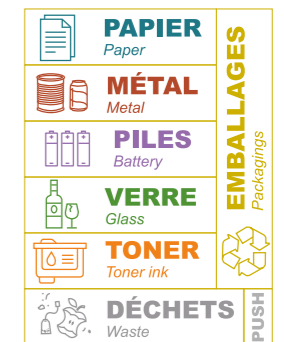 PAPIER
Paper
MÉTAL
Metal
PILES
Battery
VERRE
Glass
TONER
Toner ink
DÉCHETS
Waste
EMBALLAGES
Packagings
PUSH